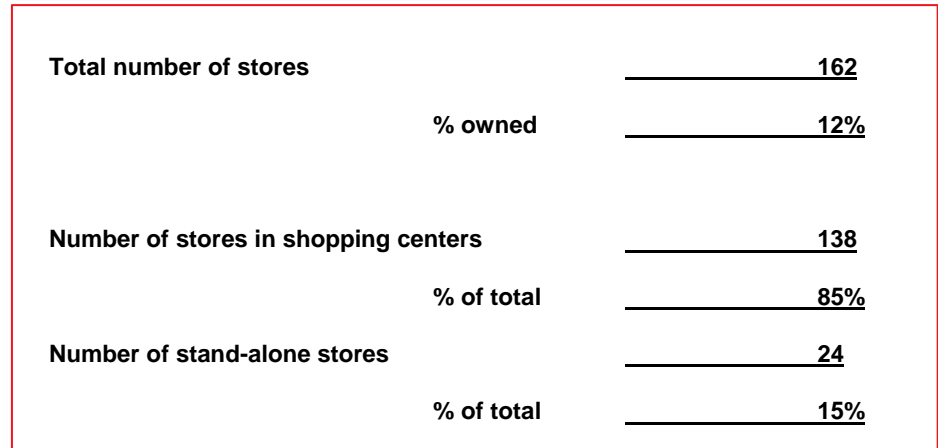 Total number of stores 162
% owned 12%
Number of stores in shopping centers 138
% of total 85%
Number of stand-alone stores 24
% of total 15%